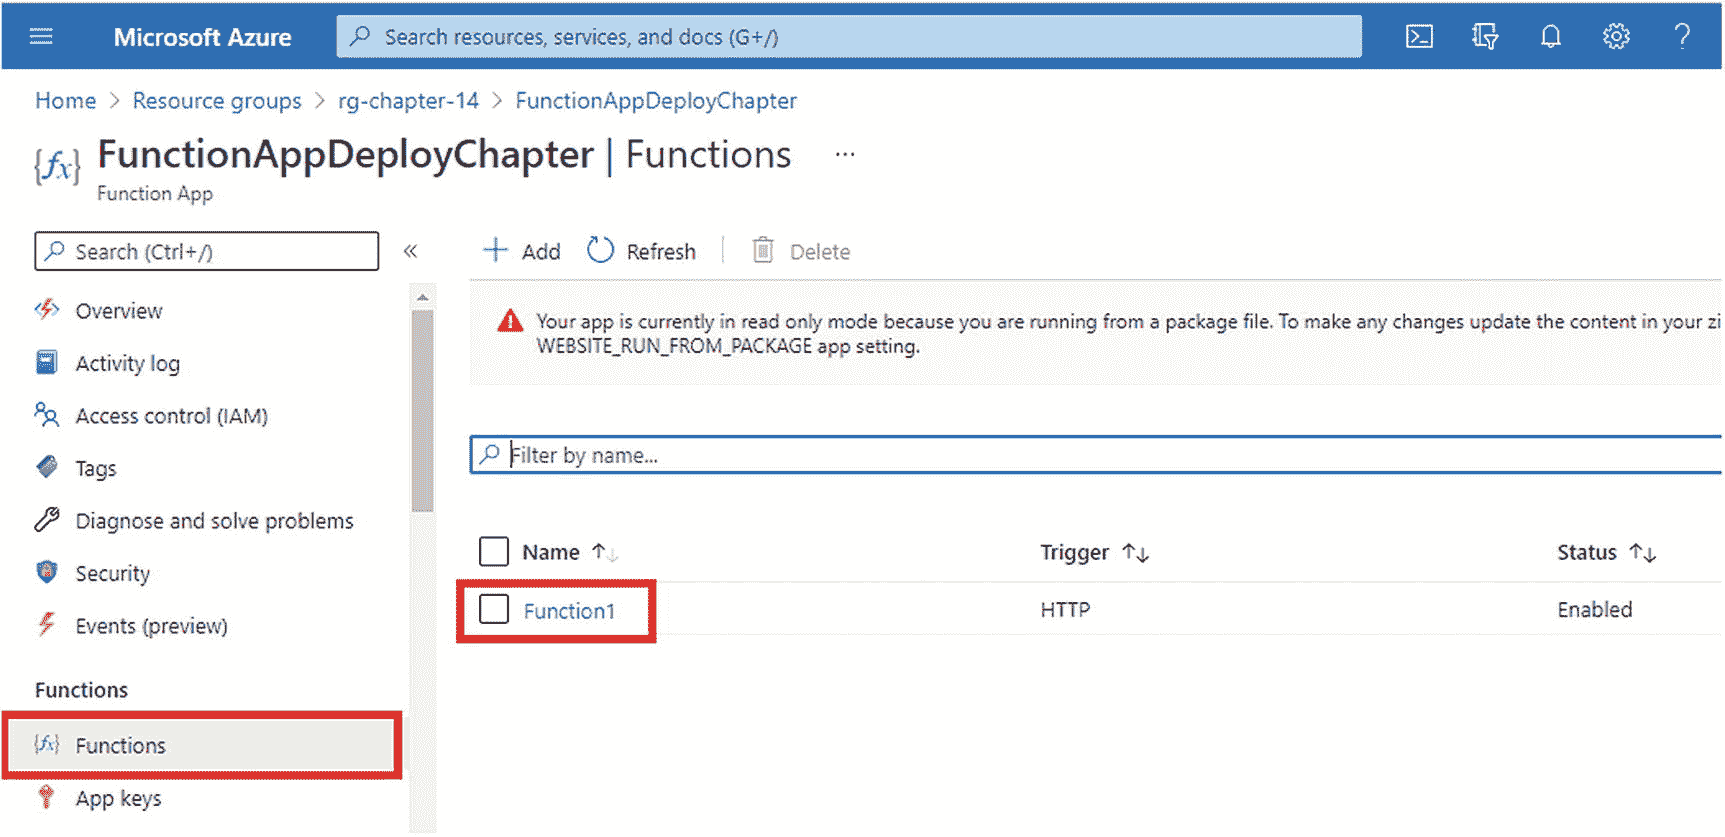 Microsoft Azure
Search resources, services, and docs (G+/)
Home > Resource groups > rg-chapter-14 > FunctionAppDeployChapter
{fx} FunctionAppDeployChapter | Functions ...
Function App
Search (Ctrl+/) «
Overview
Activity log
Access control (IAM)
Tags
Diagnose and solve problems
Security
Events (preview)
Functions
{fx} Functions
App keys
+ Add Refresh | Delete
Your app is currently in read only mode because you are running from a package file. To make any changes update the content in your zi
WEBSITE_RUN_FROM_PACKAGE app setting.
Filter by name...
Name ↑↓ Trigger ↑↓ Status ↑↓
Function1 HTTP Enabled